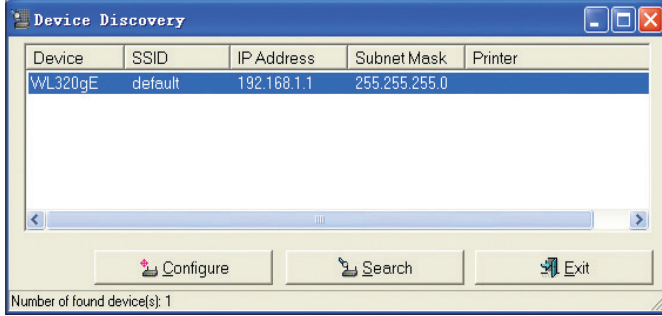 Device Discovery
Device SSID IP Address Subnet Mask Printer
WL320gE default 192.168.1.1 255.255.255.0
Configure Search Exit
Number of found device(s): 1